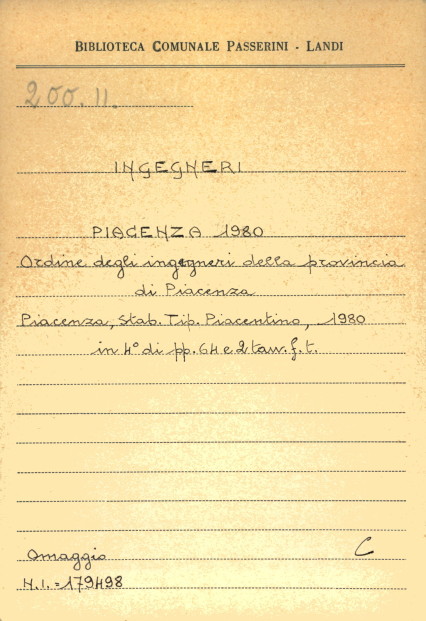 BIBLIOTECA COMUNALE PASSERINI - LANDI
200.11.
INGEGNERI
PIACENZA 1980
Ordine degli ingegneri della provincia
di Piacenza
Piacenza, Stab. Tip. Piacentino, 1980
in 4° di pp. 64 e 2 tav. f. t.
Omaggio C
N.I. = 179498